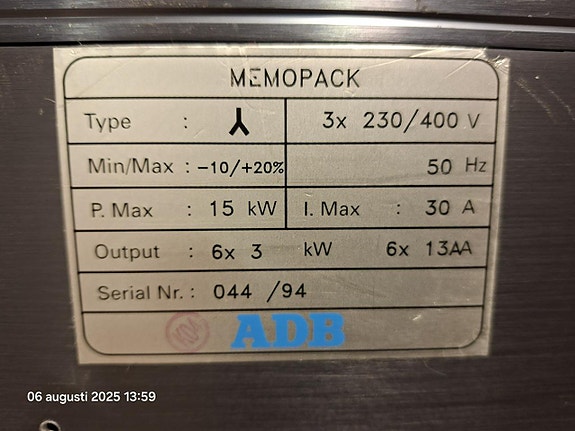 MEMOPACK
Type : 3x 230/400 V
Min/Max : -10/+20% 50 Hz
P. Max : 15 kW I. Max : 30 A
Output : 6x 3 kW 6x 13AA
Serial Nr. : 044 /94
ADB
06 augusti 2025 13:59